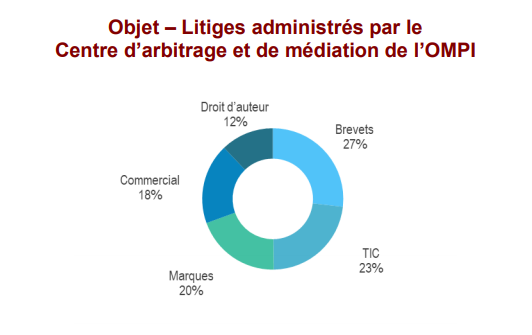 Objet – Litiges administrés par le
Centre d’arbitrage et de médiation de l’OMPI
Droit d’auteur
12%
Brevets
27%
Commercial
18%
TIC
23%
Marques
20%